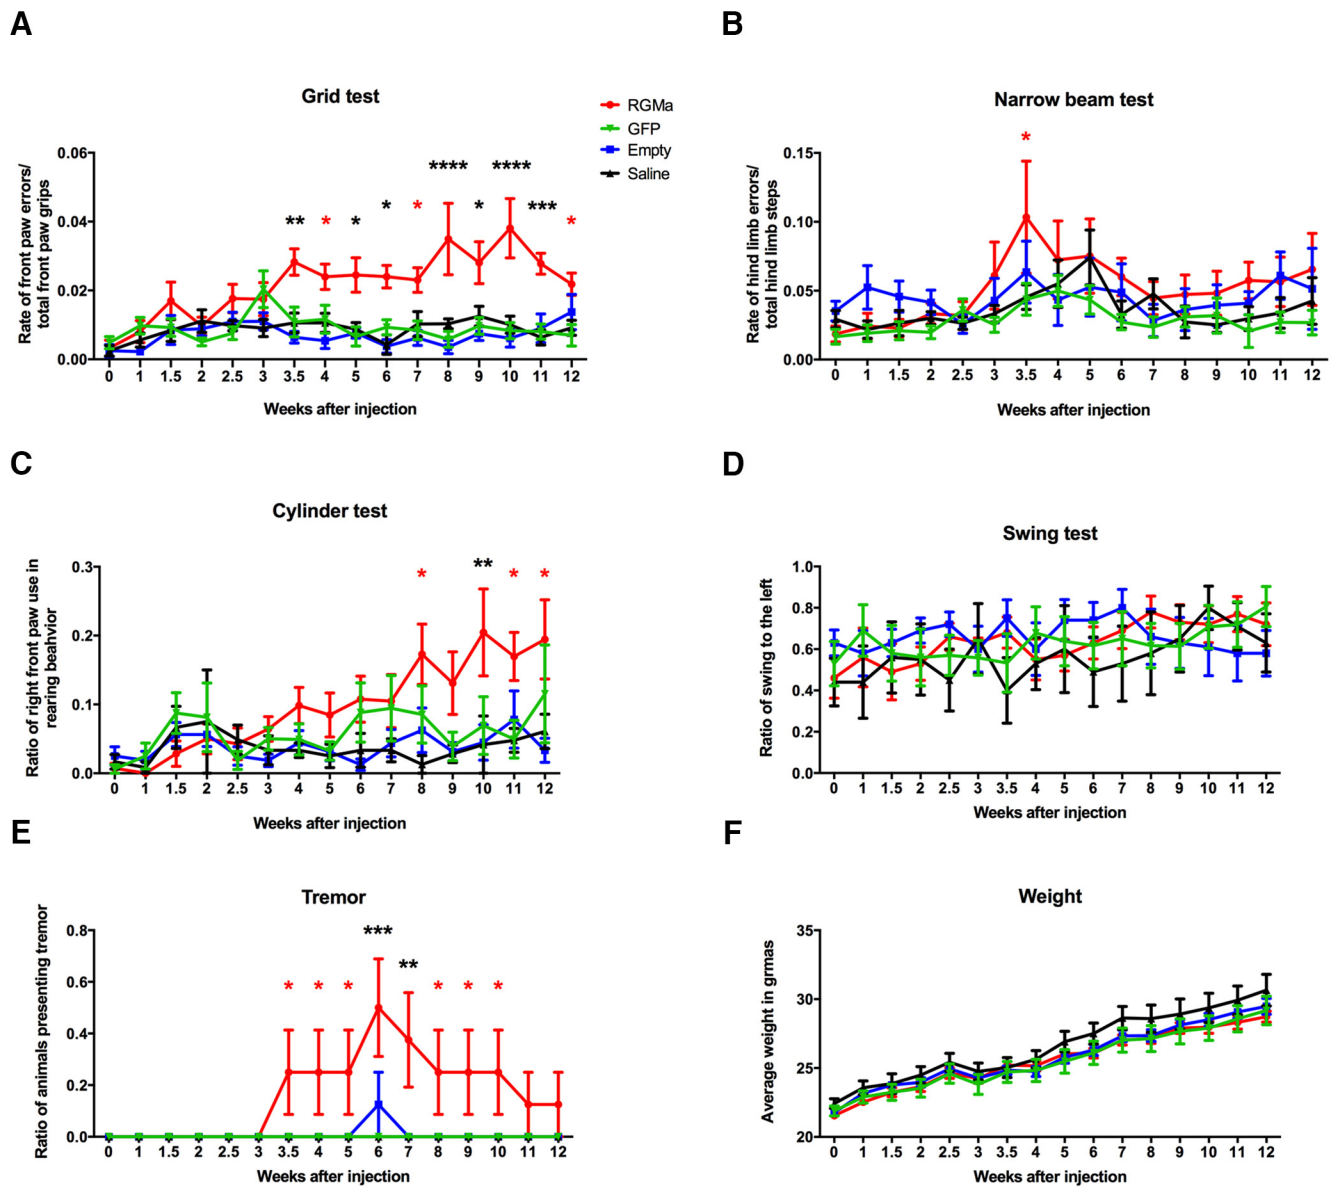 A
Grid test
RGMa
GFP
Empty
Saline
Rate of front paw errors/
total front paw grips
0.06
0.04
0.02
0.00
** * * * * **** * **** *** *
0 1 1.5 2 2.5 3 3.5 4 5 6 7 8 9 10 11 12
Weeks after injection
B
Narrow beam test
Rate of hind limb errors/
total hind limb steps
0.15
0.10
0.05
0.00
*
0 1 1.5 2 2.5 3 3.5 4 5 6 7 8 9 10 11 12
Weeks after injection
C
Cylinder test
Ratio of right front paw use in
rearing beahvior
0.3
0.2
0.1
0.0
* ** * *
0 1 1.5 2 2.5 3 4 5 6 7 8 9 10 11 12
Weeks after injection
D
Swing test
Ratio of swing to the left
1.0
0.8
0.6
0.4
0.2
0.0
0 1 1.5 2 2.5 3 3.5 4 5 6 7 8 9 10 11 12
Weeks after injection
E
Tremor
Ratio of animals presenting tremor
0.8
0.6
0.4
0.2
0.0
* * * *** ** * * *
0 1 1.5 2 2.5 3 3.5 4 5 6 7 8 9 10 11 12
Weeks after injection
F
Weight
Average weight in grmas
35
30
25
20
0 1 1.5 2 2.5 3 3.5 4 5 6 7 8 9 10 11 12
Weeks after injection